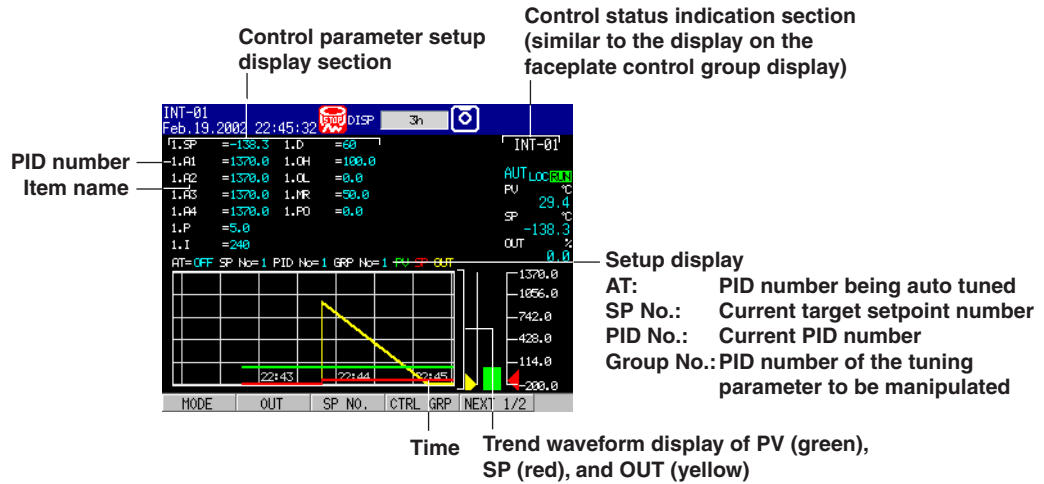 Control parameter setup
display section
Control status indication section
(similar to the display on the
faceplate control group display)
INT-01
Feb.19.2002 22:45:32 STOP DISP 3h
1.SP =-138.3 1.D =60
1.A1 =1370.0 1.OH =100.0
1.A2 =1370.0 1.OL =0.0
1.A3 =1370.0 1.MR =50.0
1.A4 =1370.0 1.PO =0.0
1.P =5.0
1.I =240
PID number
Item name
INT-01
AUT LOC RUN
PV °C
29.4
SP °C
-138.3
OUT %
0.0
AT=OFF SP No=1 PID No=1 GRP No=1 PV SP OUT
1370.0
1056.0
742.0
428.0
114.0
-200.0
22:43 22:44 22:45
MODE OUT SP NO. CTRL GRP NEXT 1/2
Setup display
AT: PID number being auto tuned
SP No.: Current target setpoint number
PID No.: Current PID number
Group No.: PID number of the tuning
parameter to be manipulated
Time
Trend waveform display of PV (green),
SP (red), and OUT (yellow)